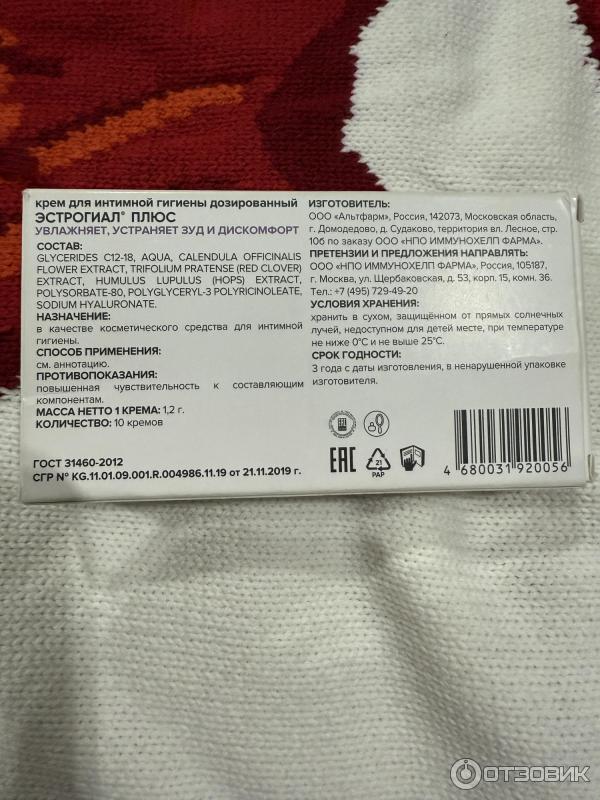 крем для интимной гигиены дозированный
ЭСТРОГИАЛ® ПЛЮС
УВЛАЖНЯЕТ, УСТРАНЯЕТ ЗУД И ДИСКОМФОРТ
СОСТАВ:
GLYCERIDES C12-18, AQUA, CALENDULA OFFICINALIS
FLOWER EXTRACT, TRIFOLIUM PRATENSE (RED CLOVER)
EXTRACT, HUMULUS LUPULUS (HOPS) EXTRACT,
POLYSORBATE-80, POLYGLYCERYL-3 POLYRICINOLEATE,
SODIUM HYALURONATE.
НАЗНАЧЕНИЕ:
в качестве косметического средства для интимной
гигиены.
СПОСОБ ПРИМЕНЕНИЯ:
см. аннотацию.
ПРОТИВОПОКАЗАНИЯ:
повышенная чувствительность к составляющим
компонентам.
МАССА НЕТТО 1 КРЕМА: 1,2 г.
КОЛИЧЕСТВО: 10 кремов
ГОСТ 31460-2012
СГР № KG.11.01.09.001.R.004986.11.19 от 21.11.2019 г.
ИЗГОТОВИТЕЛЬ:
ООО «Альтфарм», Россия, 142073, Московская область,
г. Домодедово, д. Судаково, территория вл. Лесное, стр.
106 по заказу ООО «НПО ИММУНОХЕЛП ФАРМА».
ПРЕТЕНЗИИ И ПРЕДЛОЖЕНИЯ НАПРАВЛЯТЬ:
ООО «НПО ИММУНОХЕЛП ФАРМА», Россия, 105187,
г. Москва, ул. Щербаковская, д. 53, корп. 15, комн. 36.
Тел.: +7 (495) 729-49-20
УСЛОВИЯ ХРАНЕНИЯ:
хранить в сухом, защищённом от прямых солнечных
лучей, недоступном для детей месте, при температуре
не ниже 0°С и не выше 25°С.
СРОК ГОДНОСТИ:
3 года с даты изготовления, в ненарушенной упаковке
изготовителя.
EAC
21
PAP
4 680031 920056
ОТЗОВИК